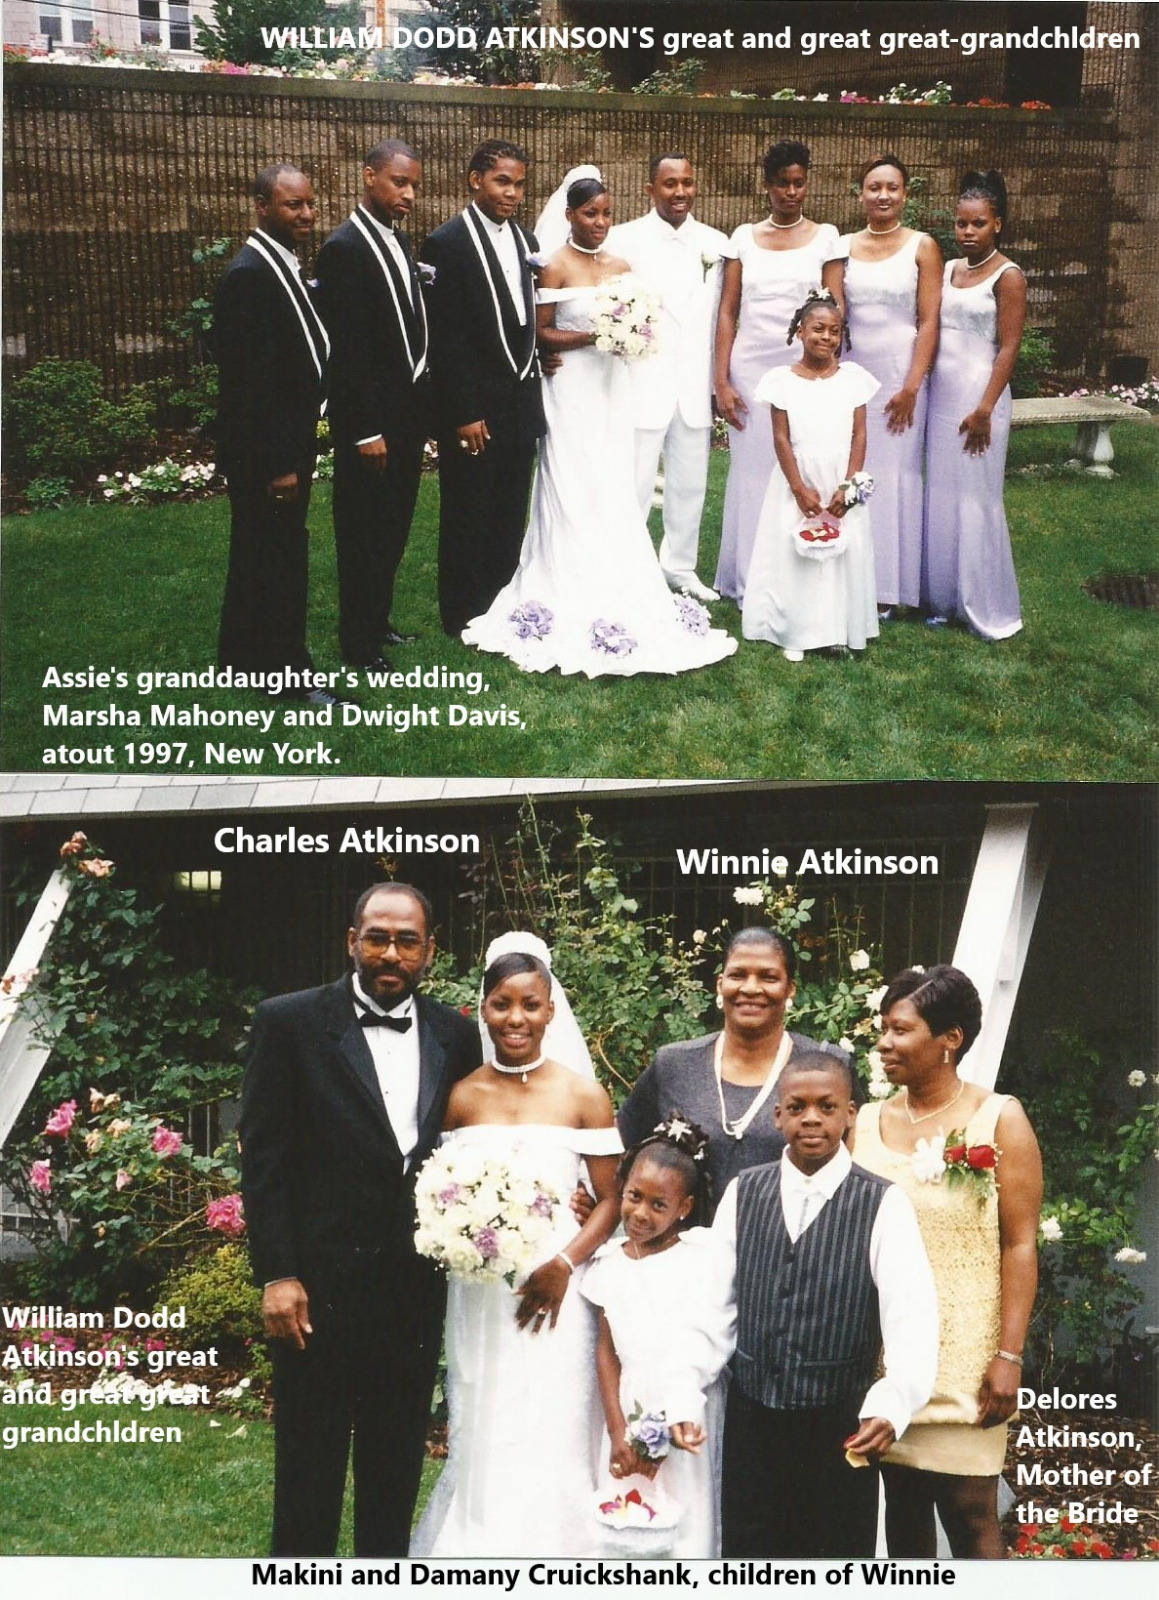 WILLIAM DODD ATKINSON'S great and great great-grandchldren
Assie's granddaughter's wedding,
Marsha Mahoney and Dwight Davis,
atout 1997, New York.
Charles Atkinson
Winnie Atkinson
William Dodd
Atkinson's great
and great great
grandchldren
Delores
Atkinson,
Mother of
the Bride
Makini and Damany Cruickshank, children of Winnie